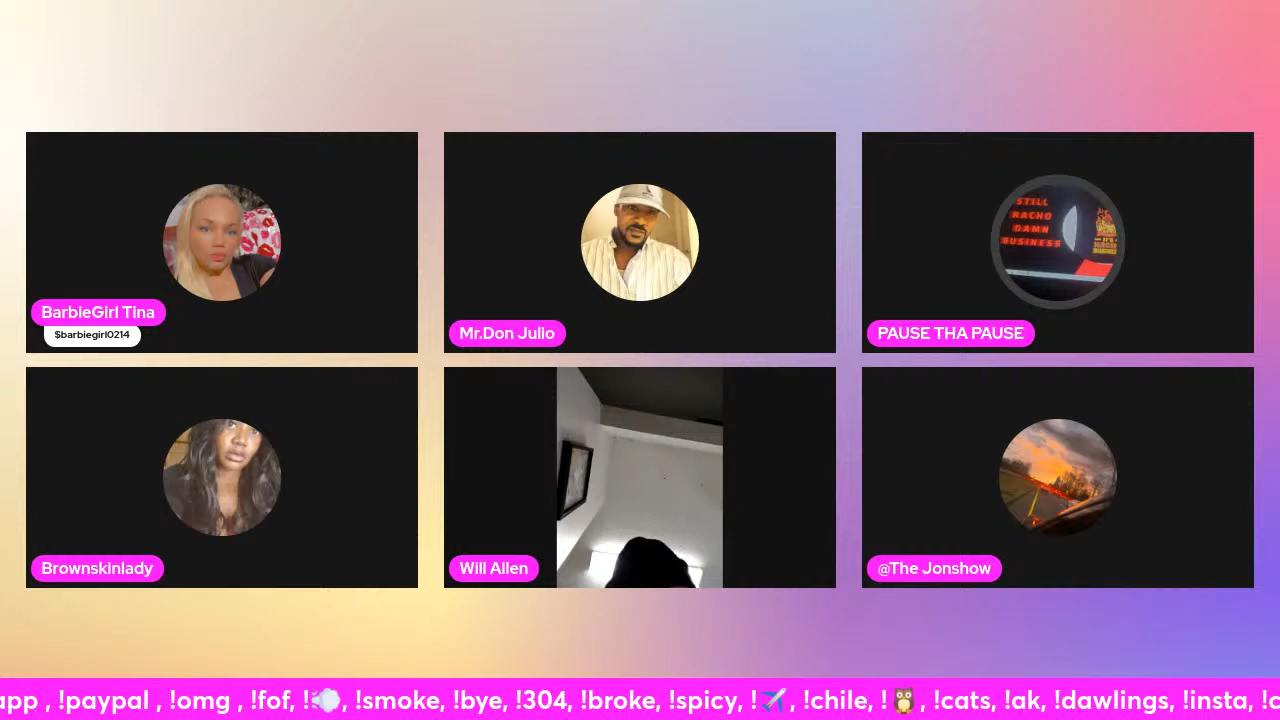 STILL
RACHO
DAMN
BUSINESS
BarbieGirl Tina
$barbiegirl0214
Mr.Don Julio
PAUSE THA PAUSE
Brownskinlady
Will Allen
@The Jonshow
app , !paypal , !omg , !fof, !💨, !smoke, !bye, !304, !broke, !spicy, !✈️, !chile, !🦉, !cats, !ak, !dawlings, !insta,